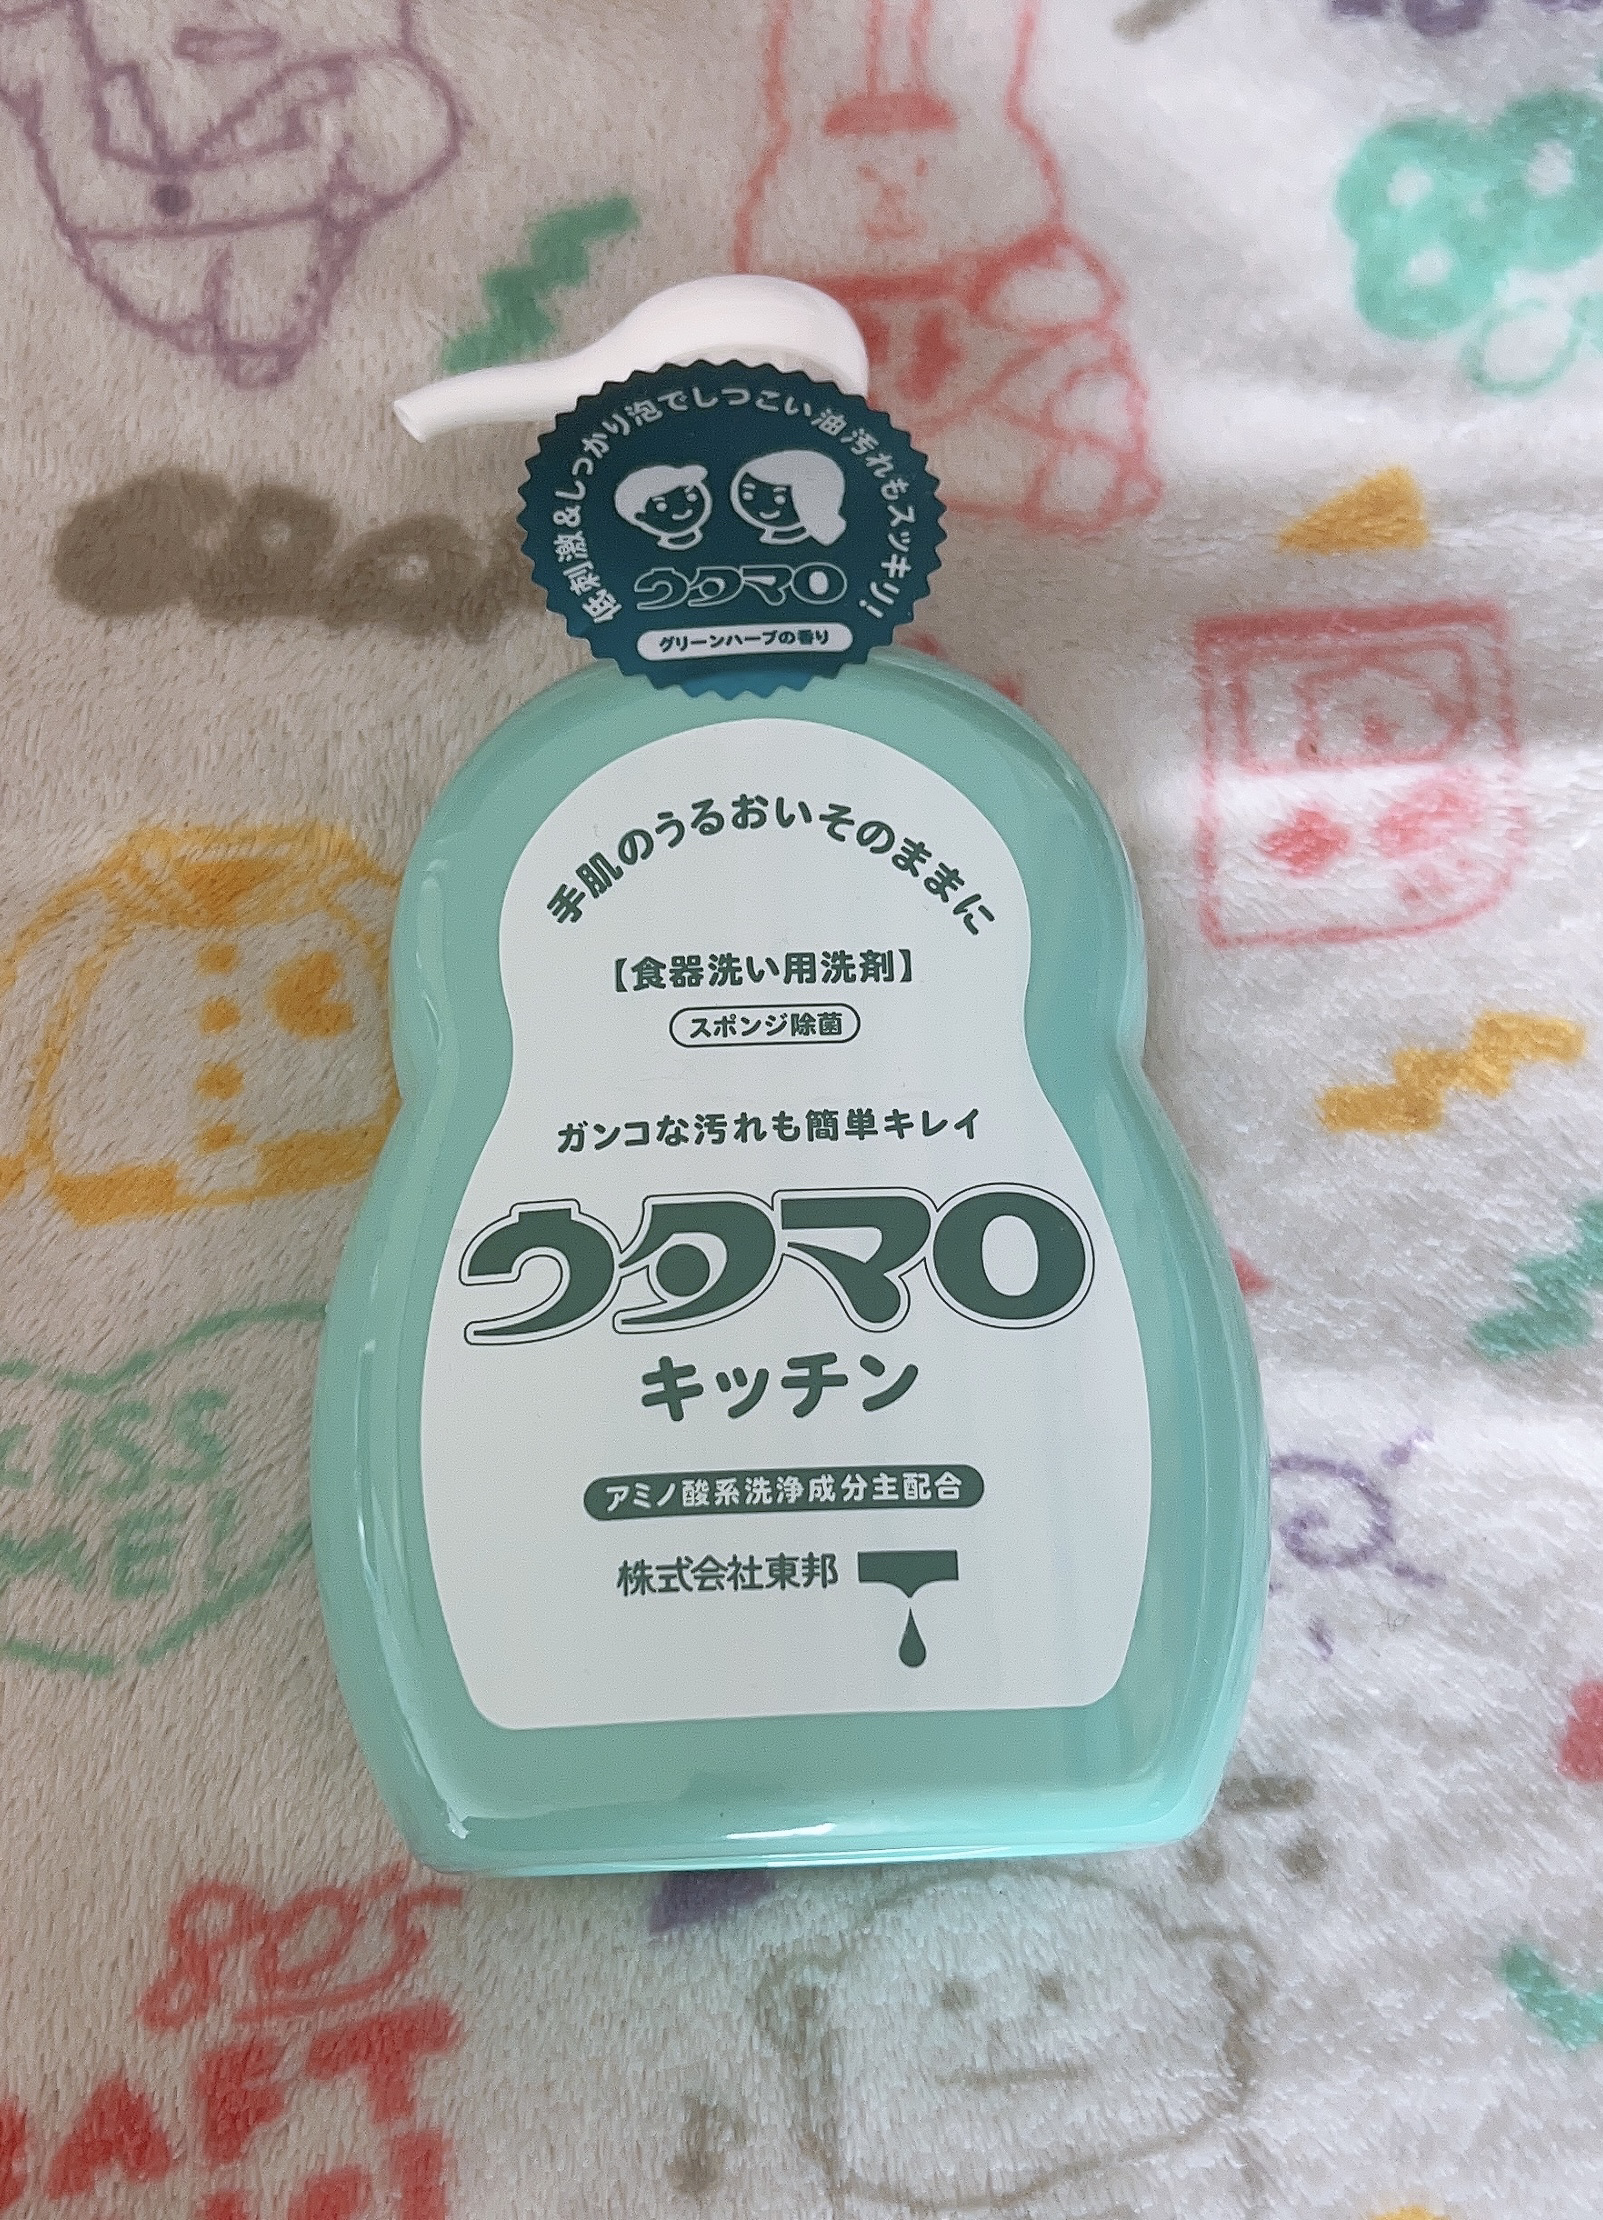 低刺激&しっかり泡でしつこい油汚れもスッキリ!
ウタマロ
グリーンハーブの香り
手肌のうるおいそのままに
【食器洗い用洗剤】
スポンジ除菌
ガンコな汚れも簡単キレイ
ウタマロ
キッチン
アミノ酸系洗浄成分主配合
株式会社東邦